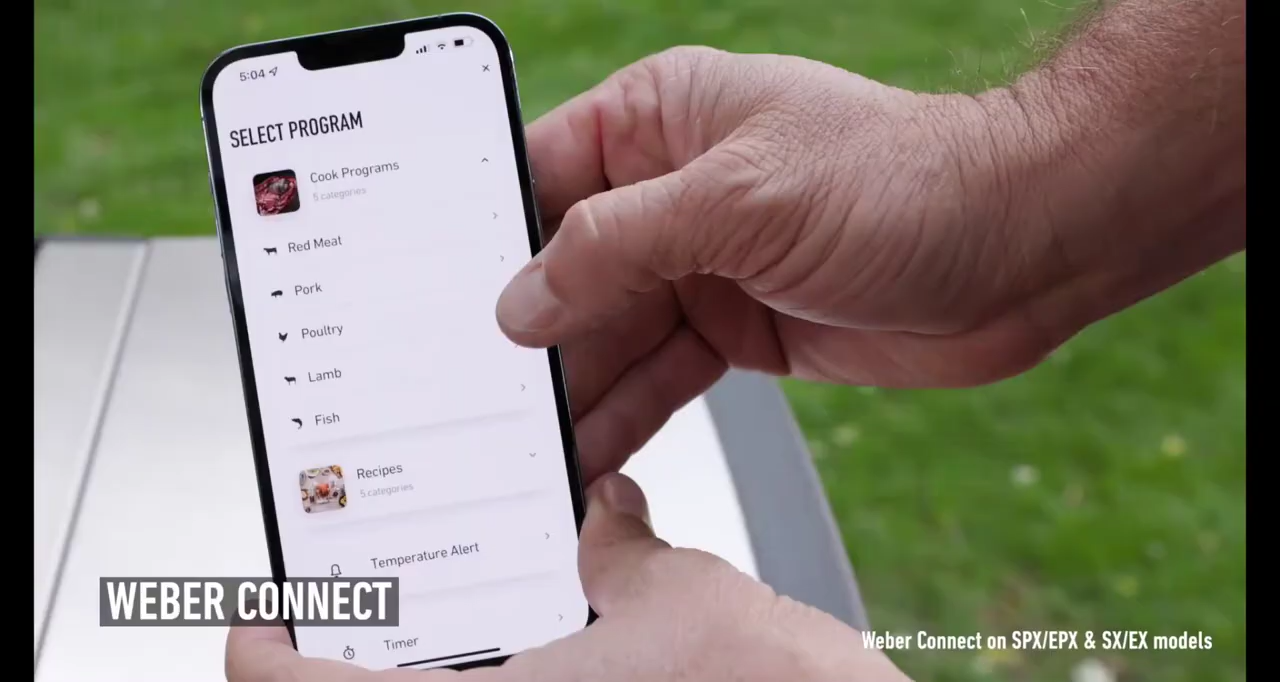 5:04
SELECT PROGRAM
Cook Programs
5 categories
Red Meat
Pork
Poultry
Lamb
Fish
Recipes
5 categories
Temperature Alert
Timer
WEBER CONNECT
Weber Connect on SPX/EPX & SX/EX models